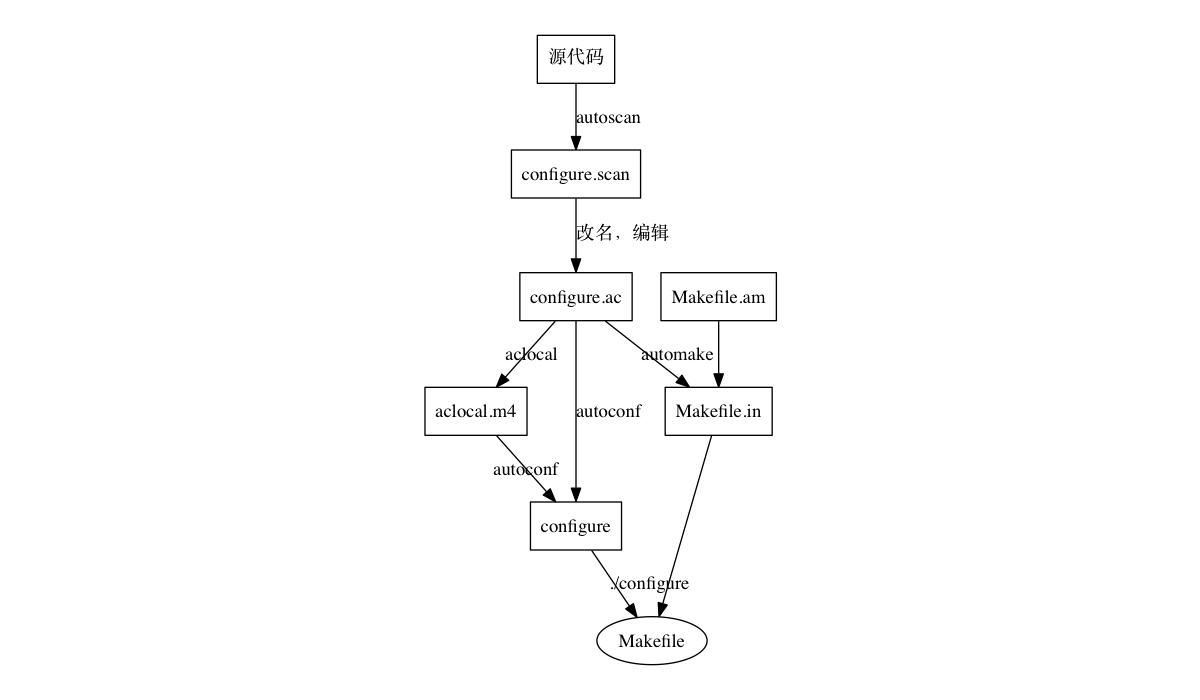 源代码
autoscan
configure.scan
改名，编辑
configure.ac
Makefile.am
aclocal
automake
aclocal.m4
autoconf
Makefile.in
autoconf
configure
./configure
Makefile